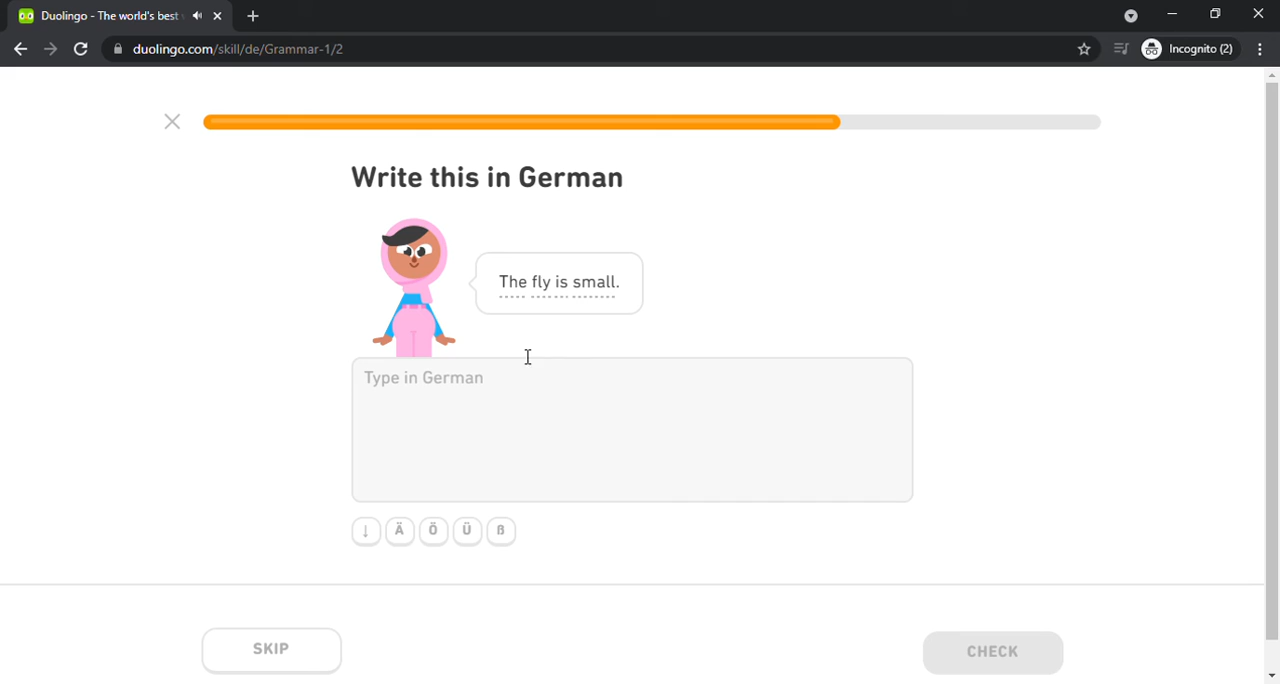 Duolingo - The world's best
duolingo.com/skill/de/Grammar-1/2
Incognito (2)
Write this in German
The fly is small.
Type in German
↓ Ä Ö Ü ß
SKIP
CHECK